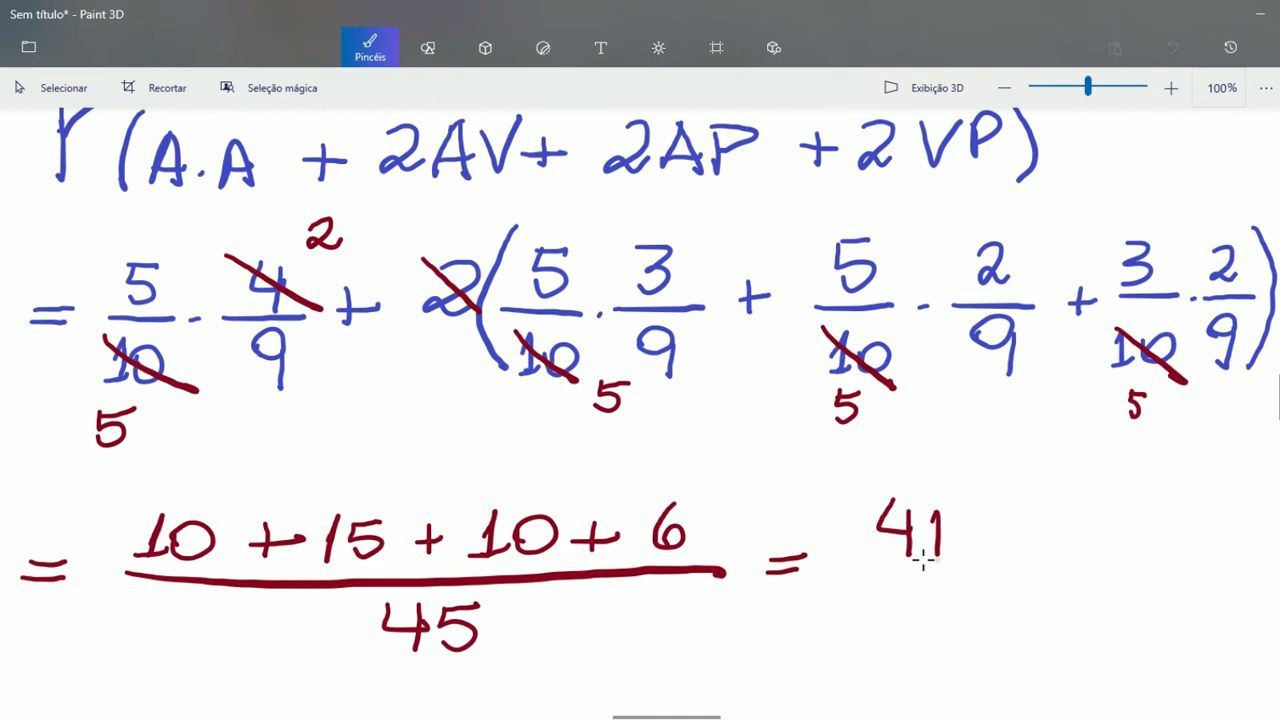 Sem título* - Paint 3D
Pincéis
Selecionar Recortar Seleção mágica Exibição 3D 100%
P (A.A + 2AV + 2AP + 2VP)
2
= 5/10 · 4/9 + 2(5/10 · 3/9 + 5/10 · 2/9 + 3/10 · 2/9)
5 5 5 5
= 10 + 15 + 10 + 6 = 41
45